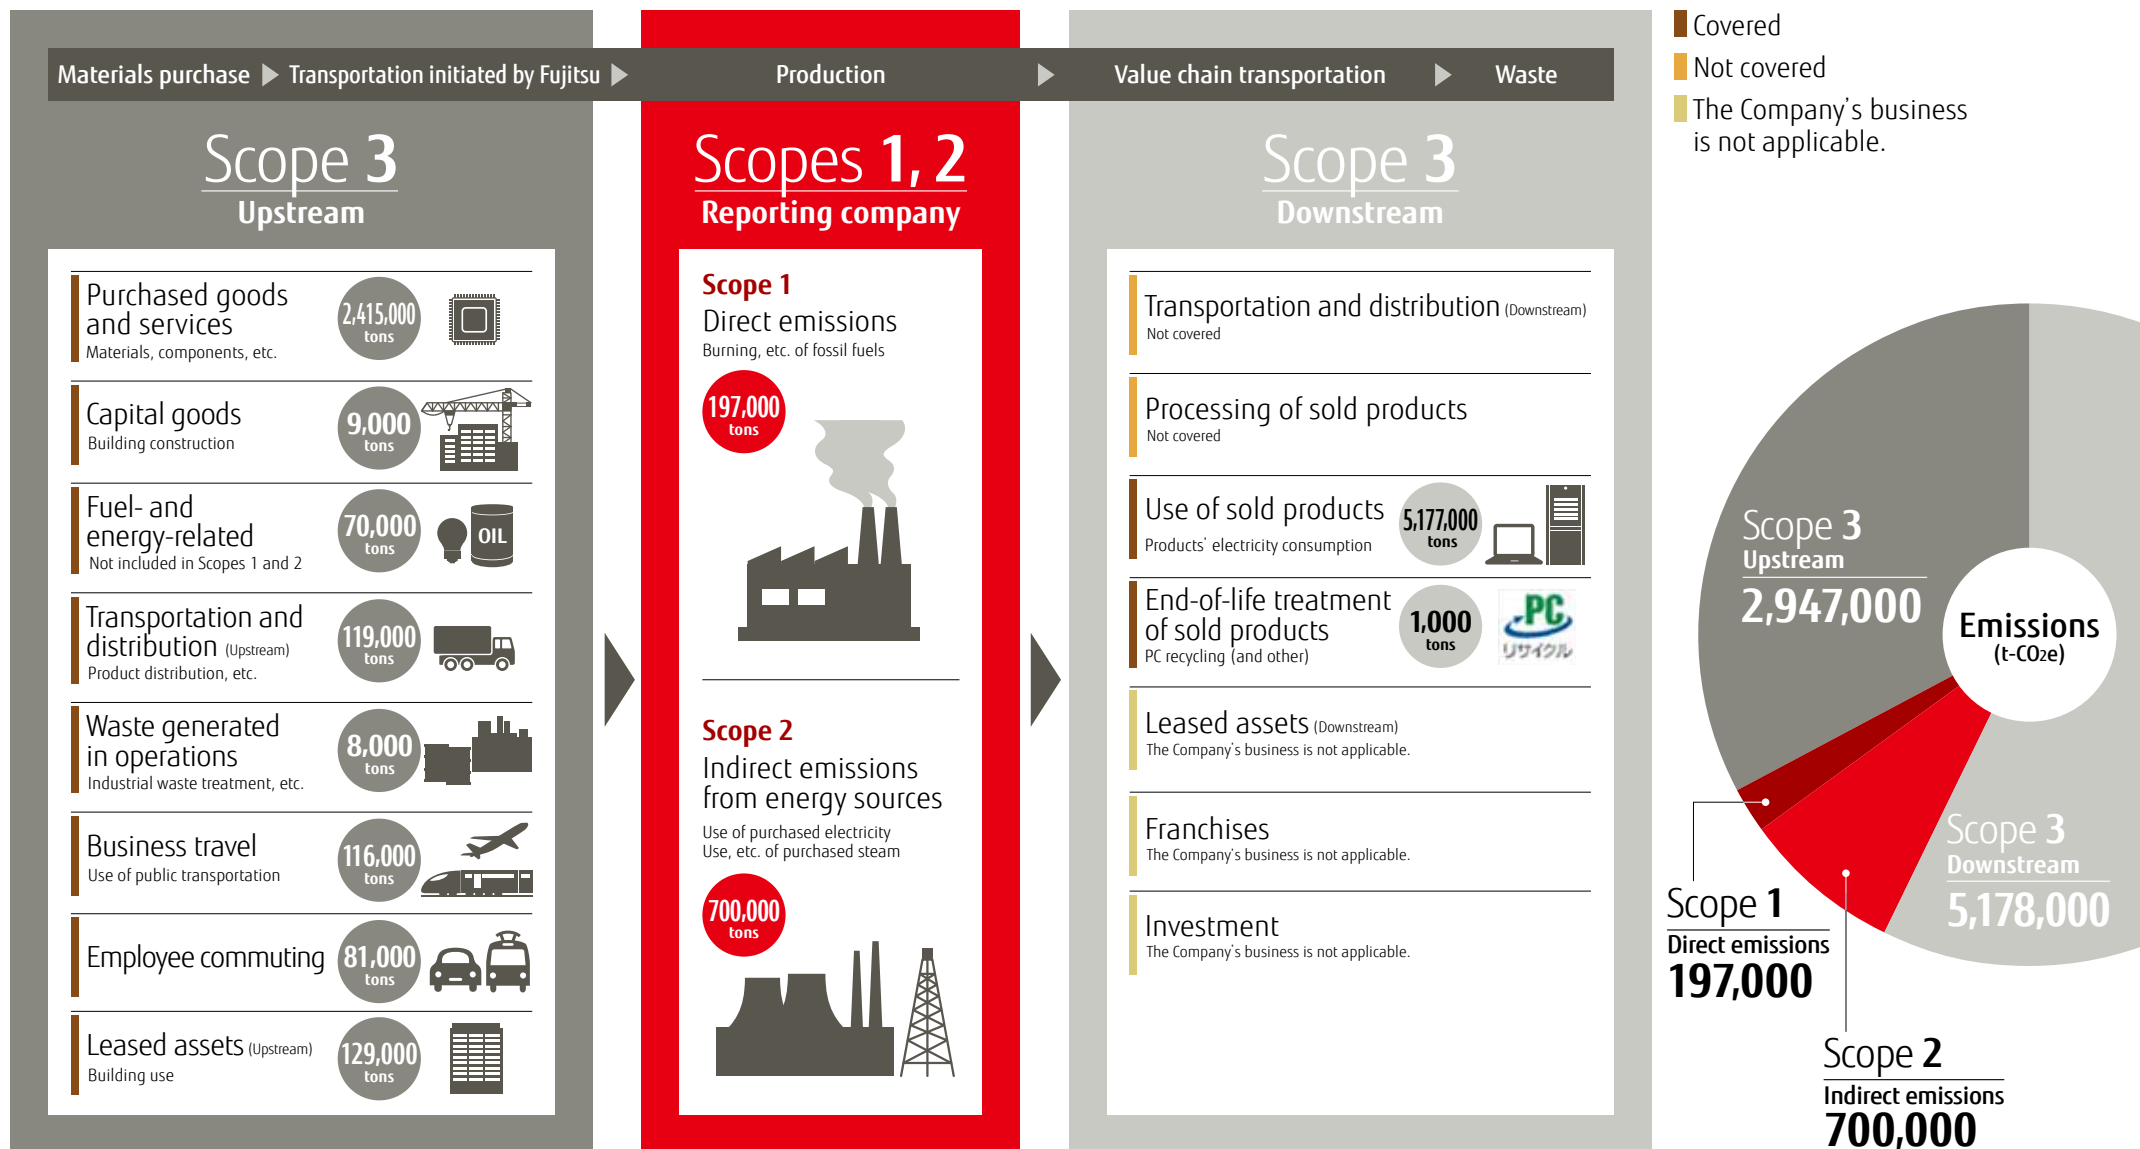 Materials purchase
Transportation initiated by Fujitsu
Production
Value chain transportation
Waste
Covered
Not covered
The Company's business
is not applicable.
Scope 3
Upstream
Purchased goods
and services
Materials, components, etc.
2,415,000
tons
Capital goods
Building construction
9,000
tons
Fuel- and
energy-related
Not included in Scopes 1 and 2
70,000
tons
OIL
Transportation and
distribution (Upstream)
Product distribution, etc.
119,000
tons
Waste generated
in operations
Industrial waste treatment, etc.
8,000
tons
Business travel
Use of public transportation
116,000
tons
Employee commuting
81,000
tons
Leased assets (Upstream)
Building use
129,000
tons
Scopes 1, 2
Reporting company
Scope 1
Direct emissions
Burning, etc. of fossil fuels
197,000
tons
Scope 2
Indirect emissions
from energy sources
Use of purchased electricity
Use, etc. of purchased steam
700,000
tons
Scope 3
Downstream
Transportation and distribution (Downstream)
Not covered
Processing of sold products
Not covered
Use of sold products
Products' electricity consumption
5,177,000
tons
End-of-life treatment
of sold products
PC recycling (and other)
1,000
tons
PC
リサイクル
Leased assets (Downstream)
The Company's business is not applicable.
Franchises
The Company's business is not applicable.
Investment
The Company's business is not applicable.
Scope 3
Upstream
2,947,000
Emissions
(t-CO2e)
Scope 3
Downstream
5,178,000
Scope 1
Direct emissions
197,000
Scope 2
Indirect emissions
700,000